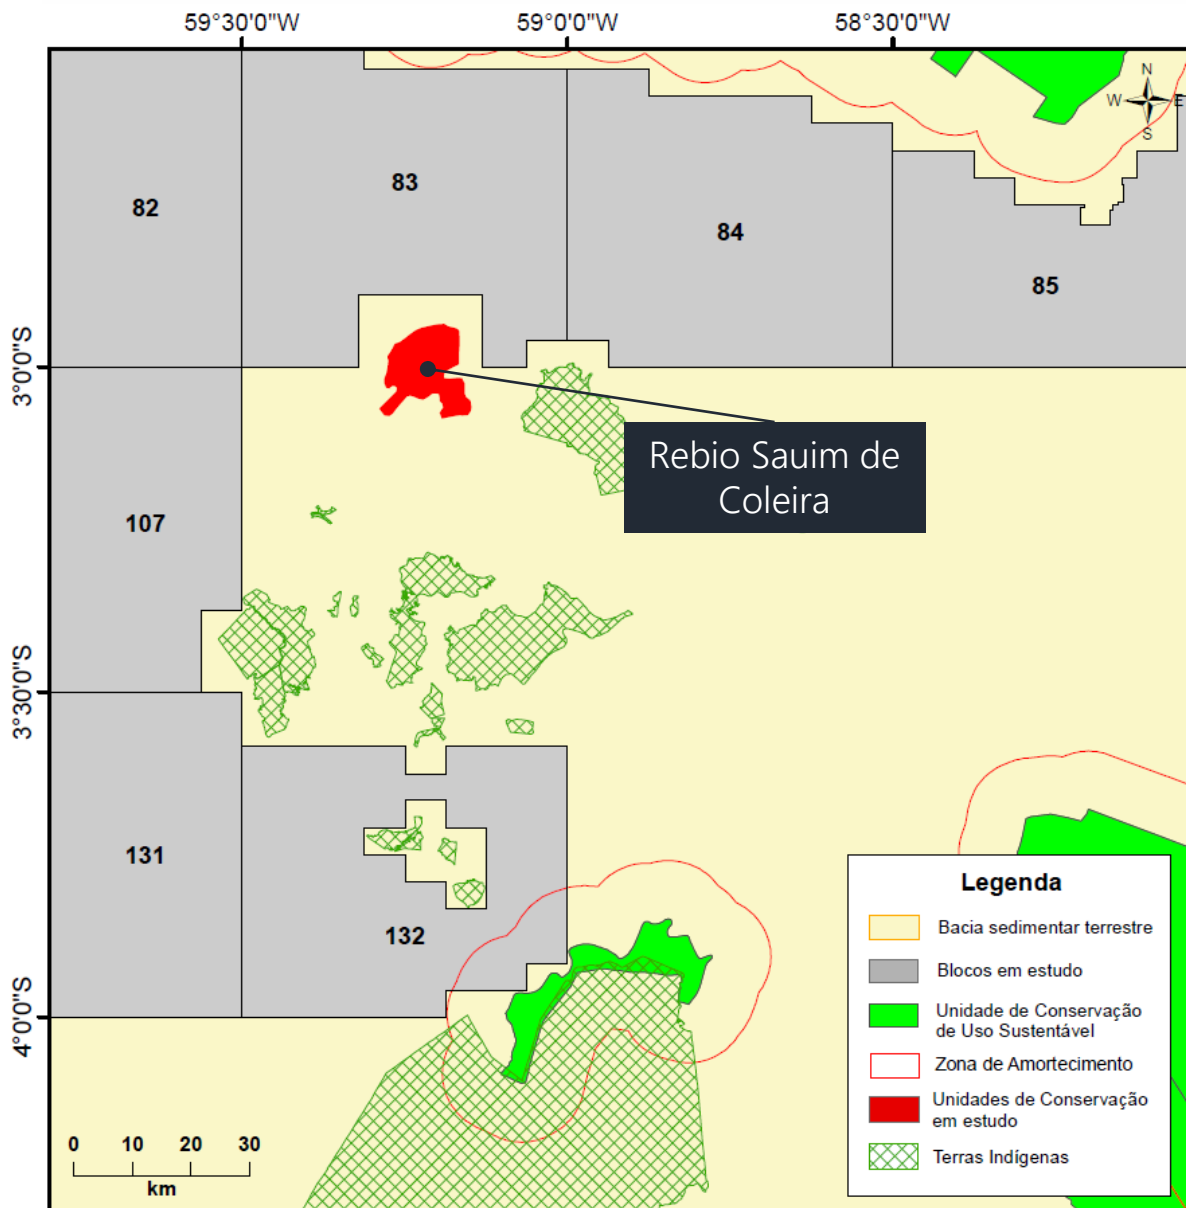 59°30'0"W
59°0'0"W
58°30'0"W
N
W
E
S
83
82
84
85
3°0'0"S
Rebio Sauim de
Coleira
107
3°30'0"S
131
132
4°0'0"S
Legenda
Bacia sedimentar terrestre
Blocos em estudo
Unidade de Conservação
de Uso Sustentável
Zona de Amortecimento
Unidades de Conservação
em estudo
Terras Indígenas
0 10 20 30
km